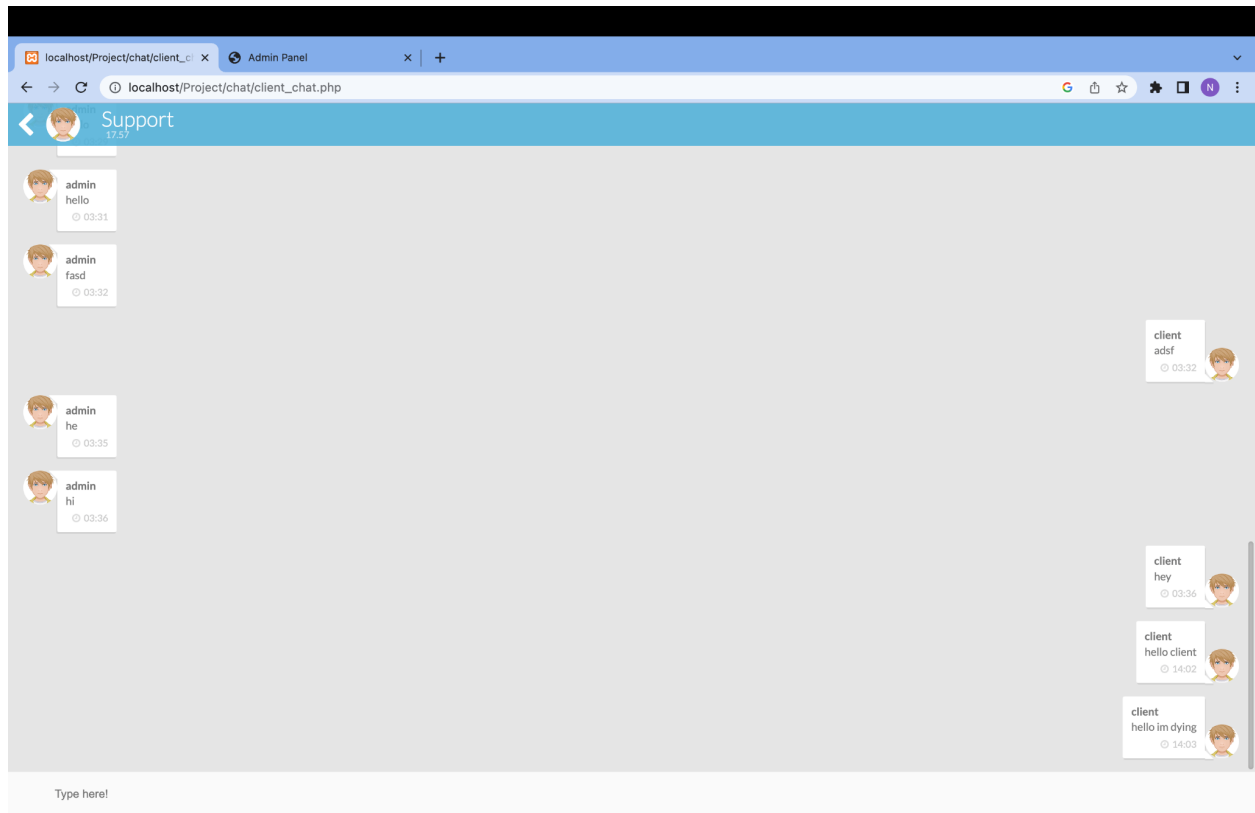 localhost/Project/chat/client_c
Admin Panel
localhost/Project/chat/client_chat.php
N
admin
Support
17.57
admin
hello
03:31
admin
fasd
03:32
client
adsf
03:32
admin
he
03:35
admin
hi
03:36
client
hey
03:36
client
hello client
14:02
client
hello im dying
14:03
Type here!